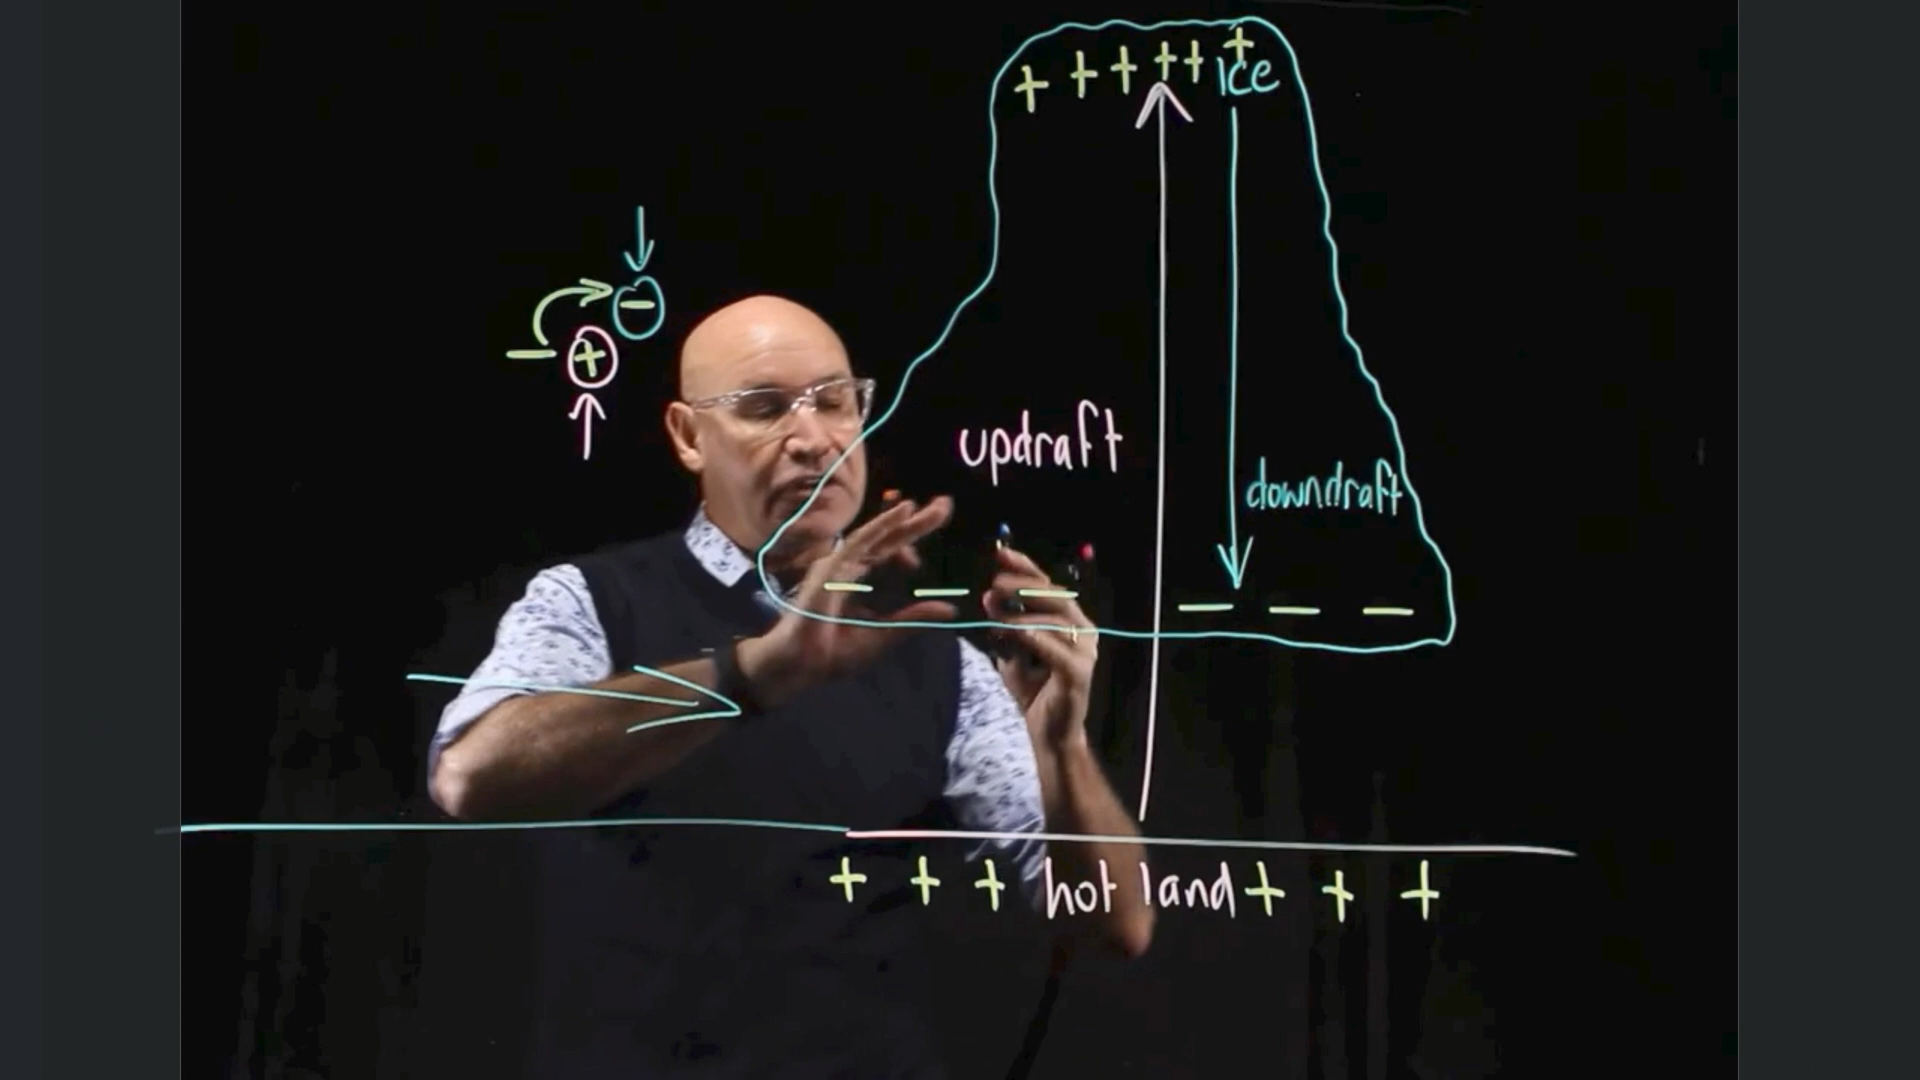 + + + + + +
ice
−
− +
updraft
downdraft
− − − − − −
+ + + hot land + + +